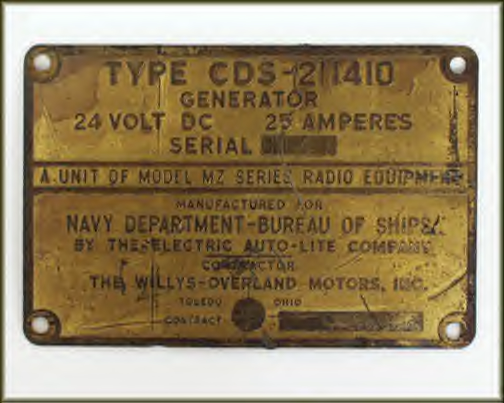 TYPE CDS-211410
GENERATOR
24 VOLT DC 25 AMPERES
SERIAL
A UNIT OF MODEL MZ SERIES RADIO EQUIPMENT
MANUFACTURED FOR
NAVY DEPARTMENT-BUREAU OF SHIPS
BY THE ELECTRIC AUTO-LITE COMPANY
CONTRACTOR
THE WILLYS-OVERLAND MOTORS, INC.
TOLEDO OHIO
CONTRACT